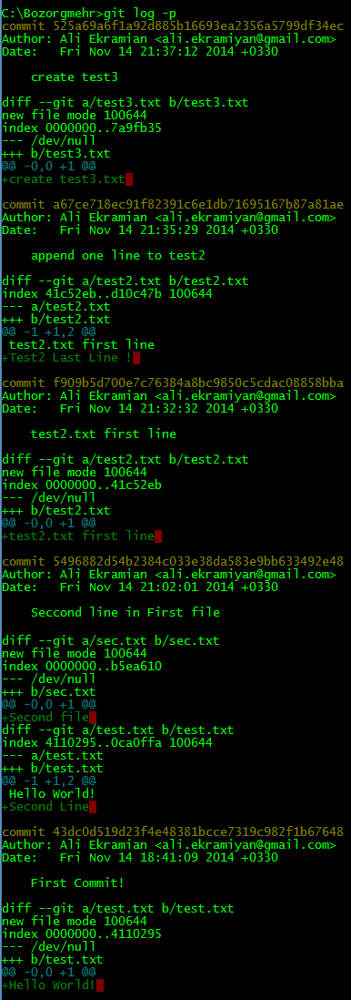 C:\Bozorgmehr>git log -p
commit 525a69a6f1a92d885b16693ea2356a5799df34ec
Author: Ali Ekramian <ali.ekramiyan@gmail.com>
Date:   Fri Nov 14 21:37:12 2014 +0330
    create test3
diff --git a/test3.txt b/test3.txt
new file mode 100644
index 0000000..7a9fb35
--- /dev/null
+++ b/test3.txt
@@ -0,0 +1 @@
+create test3.txt
commit a67ce718ec91f82391c6e1db71695167b87a81ae
Author: Ali Ekramian <ali.ekramiyan@gmail.com>
Date:   Fri Nov 14 21:35:29 2014 +0330
    append one line to test2
diff --git a/test2.txt b/test2.txt
index 41c52eb..d10c47b 100644
--- a/test2.txt
+++ b/test2.txt
@@ -1 +1,2 @@
 test2.txt first line
+Test2 Last Line !
commit f909b5d700e7c76384a8bc9850c5cdac08858bba
Author: Ali Ekramian <ali.ekramiyan@gmail.com>
Date:   Fri Nov 14 21:32:32 2014 +0330
    test2.txt first line
diff --git a/test2.txt b/test2.txt
new file mode 100644
index 0000000..41c52eb
--- /dev/null
+++ b/test2.txt
@@ -0,0 +1 @@
+test2.txt first line
commit 5496882d54b2384c033e38da583e9bb633492e48
Author: Ali Ekramian <ali.ekramiyan@gmail.com>
Date:   Fri Nov 14 21:02:01 2014 +0330
    Seccond line in First file
diff --git a/sec.txt b/sec.txt
new file mode 100644
index 0000000..b5ea610
--- /dev/null
+++ b/sec.txt
@@ -0,0 +1 @@
+Second file
diff --git a/test.txt b/test.txt
index 4110295..0ca0ffa 100644
--- a/test.txt
+++ b/test.txt
@@ -1 +1,2 @@
 Hello World!
+Second Line
commit 43dc0d519d23f4e48381bcce7319c982f1b67648
Author: Ali Ekramian <ali.ekramiyan@gmail.com>
Date:   Fri Nov 14 18:41:09 2014 +0330
    First Commit!
diff --git a/test.txt b/test.txt
new file mode 100644
index 0000000..4110295
--- /dev/null
+++ b/test.txt
@@ -0,0 +1 @@
+Hello World!